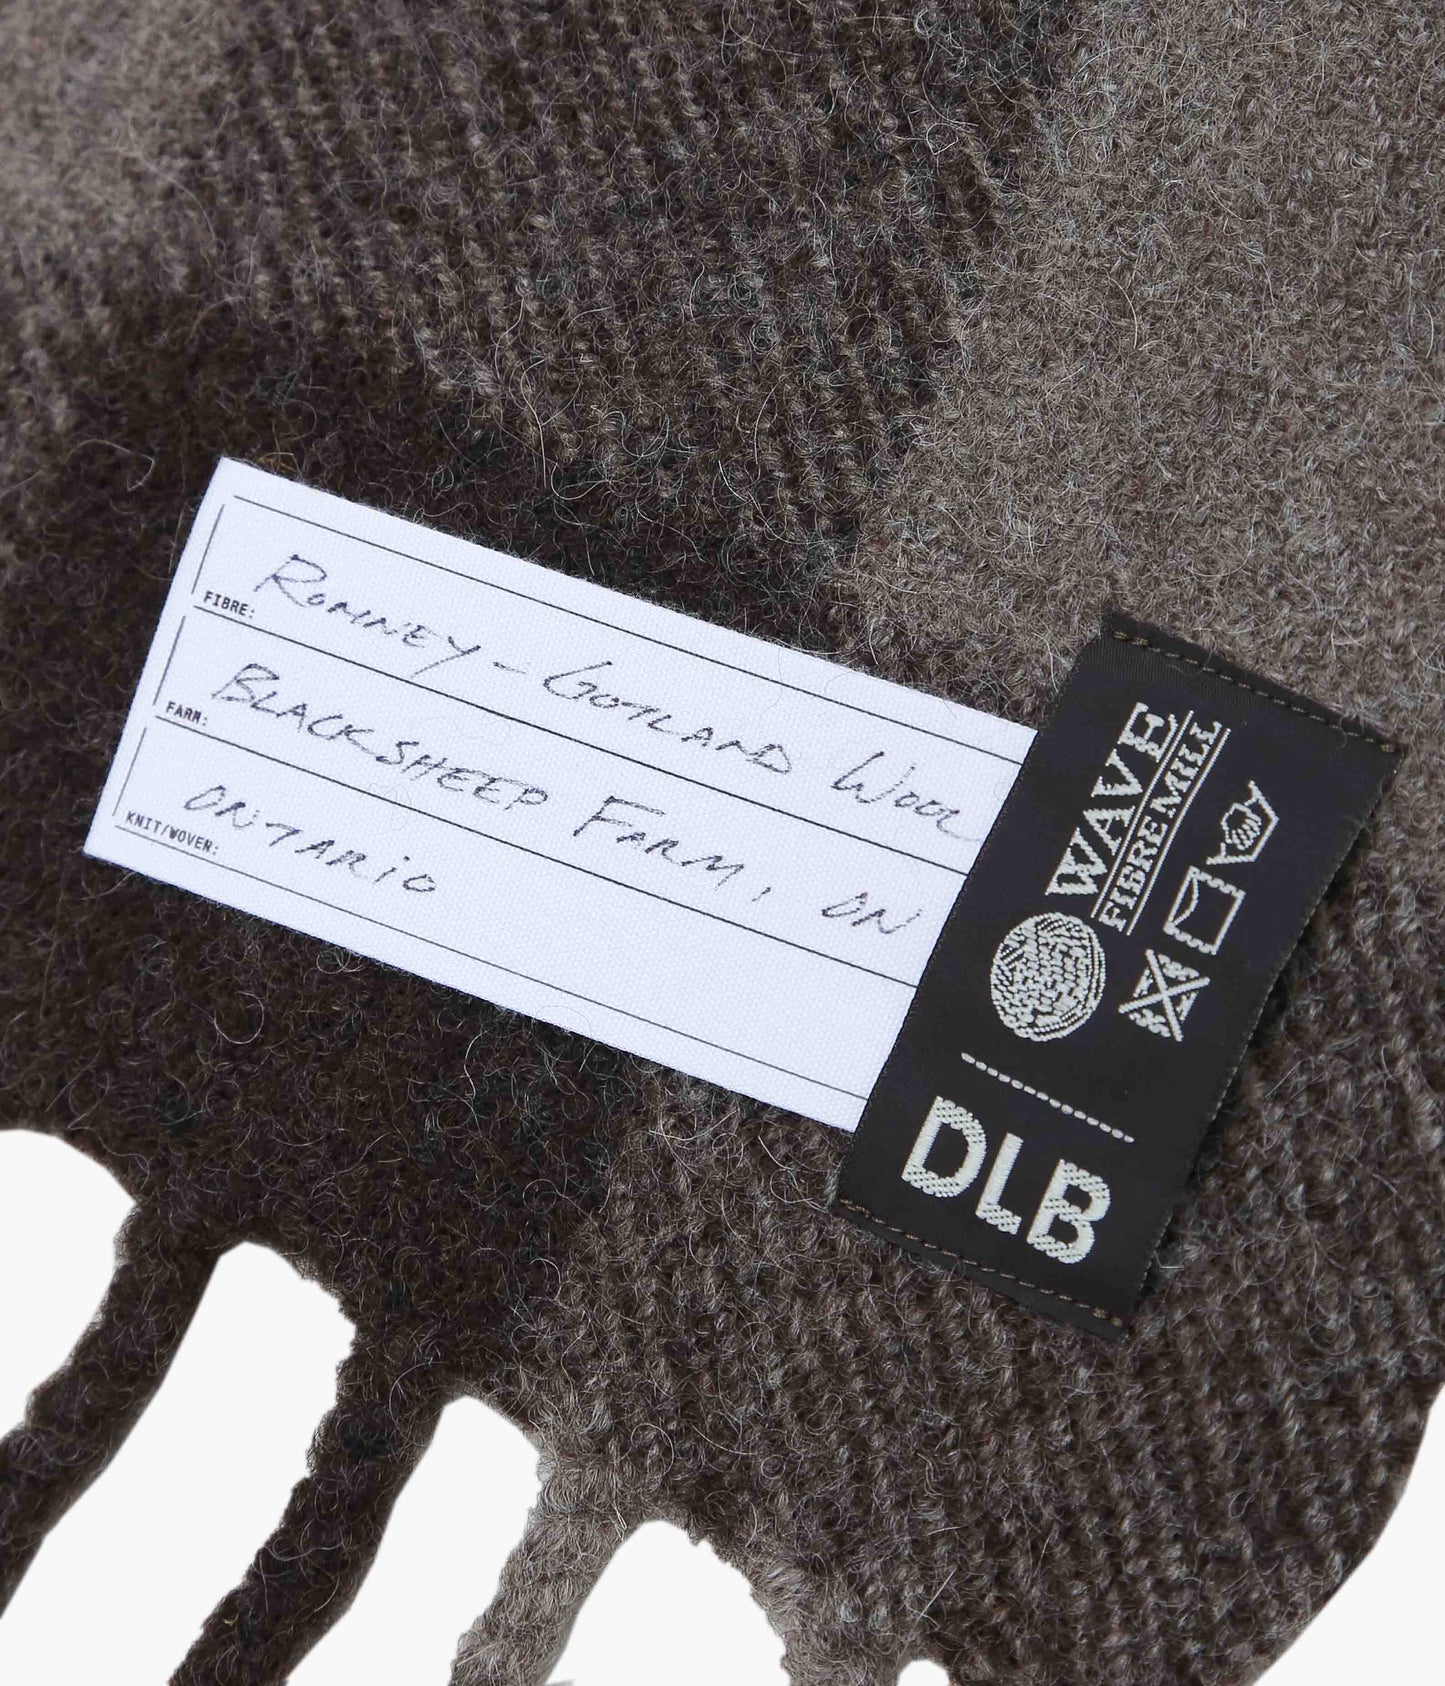 FIBRE: ROMNEY - GOTLAND WOOL
FARM: BLACKSHEEP FARM, ON
KNIT/WOVEN: ONTARIO
WAVE
FIBRE MILL
DLB